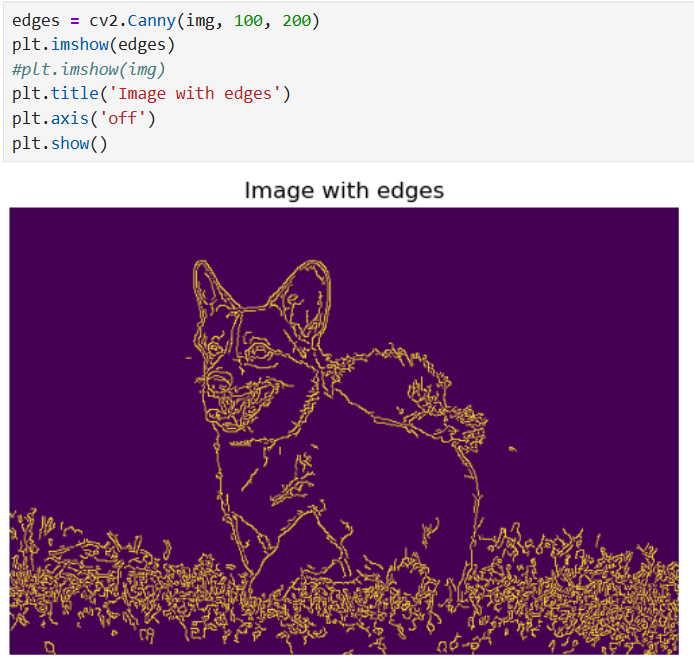 edges = cv2.Canny(img, 100, 200)
plt.imshow(edges)
#plt.imshow(img)
plt.title('Image with edges')
plt.axis('off')
plt.show()
Image with edges